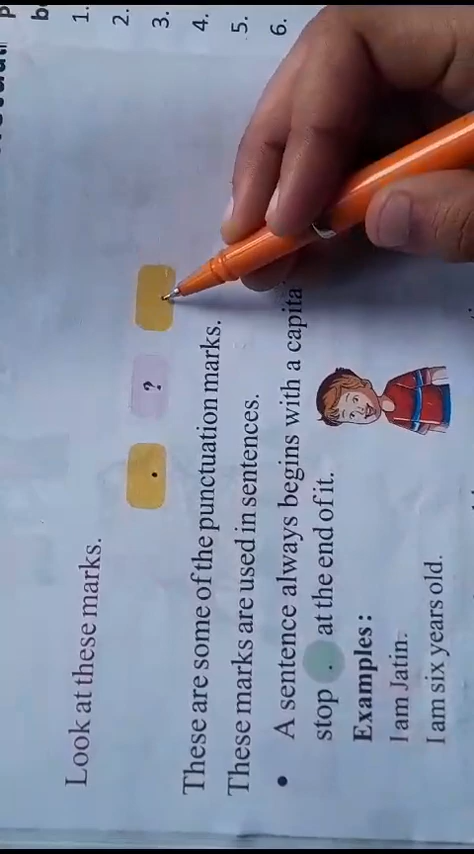 Look at these marks.
. ?
These are some of the punctuation marks.
These marks are used in sentences.
• A sentence always begins with a capita
stop . at the end of it.
Examples :
I am Jatin.
I am six years old.
1.
2.
3.
4.
5.
6.